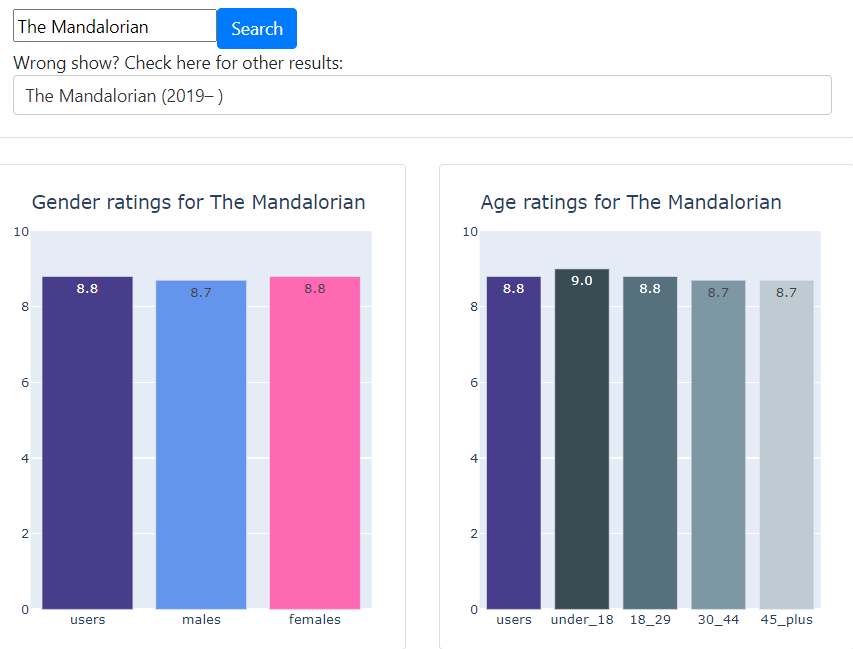 The Mandalorian Search
Wrong show? Check here for other results:
The Mandalorian (2019– )
Gender ratings for The Mandalorian
10
8
6
4
2
0
8.8 8.7 8.8
users males females
Age ratings for The Mandalorian
10
8
6
4
2
0
8.8 9.0 8.8 8.7 8.7
users under_18 18_29 30_44 45_plus